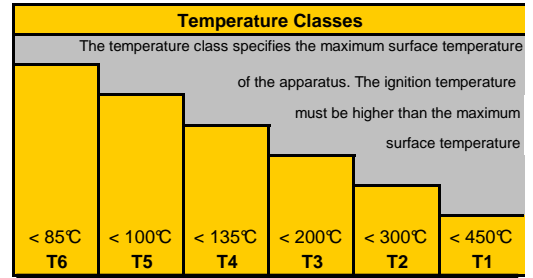 Temperature Classes
The temperature class specifies the maximum surface temperature
of the apparatus. The ignition temperature
must be higher than the maximum
surface temperature
< 85℃ < 100℃ < 135℃ < 200℃ < 300℃ < 450℃
T6 T5 T4 T3 T2 T1